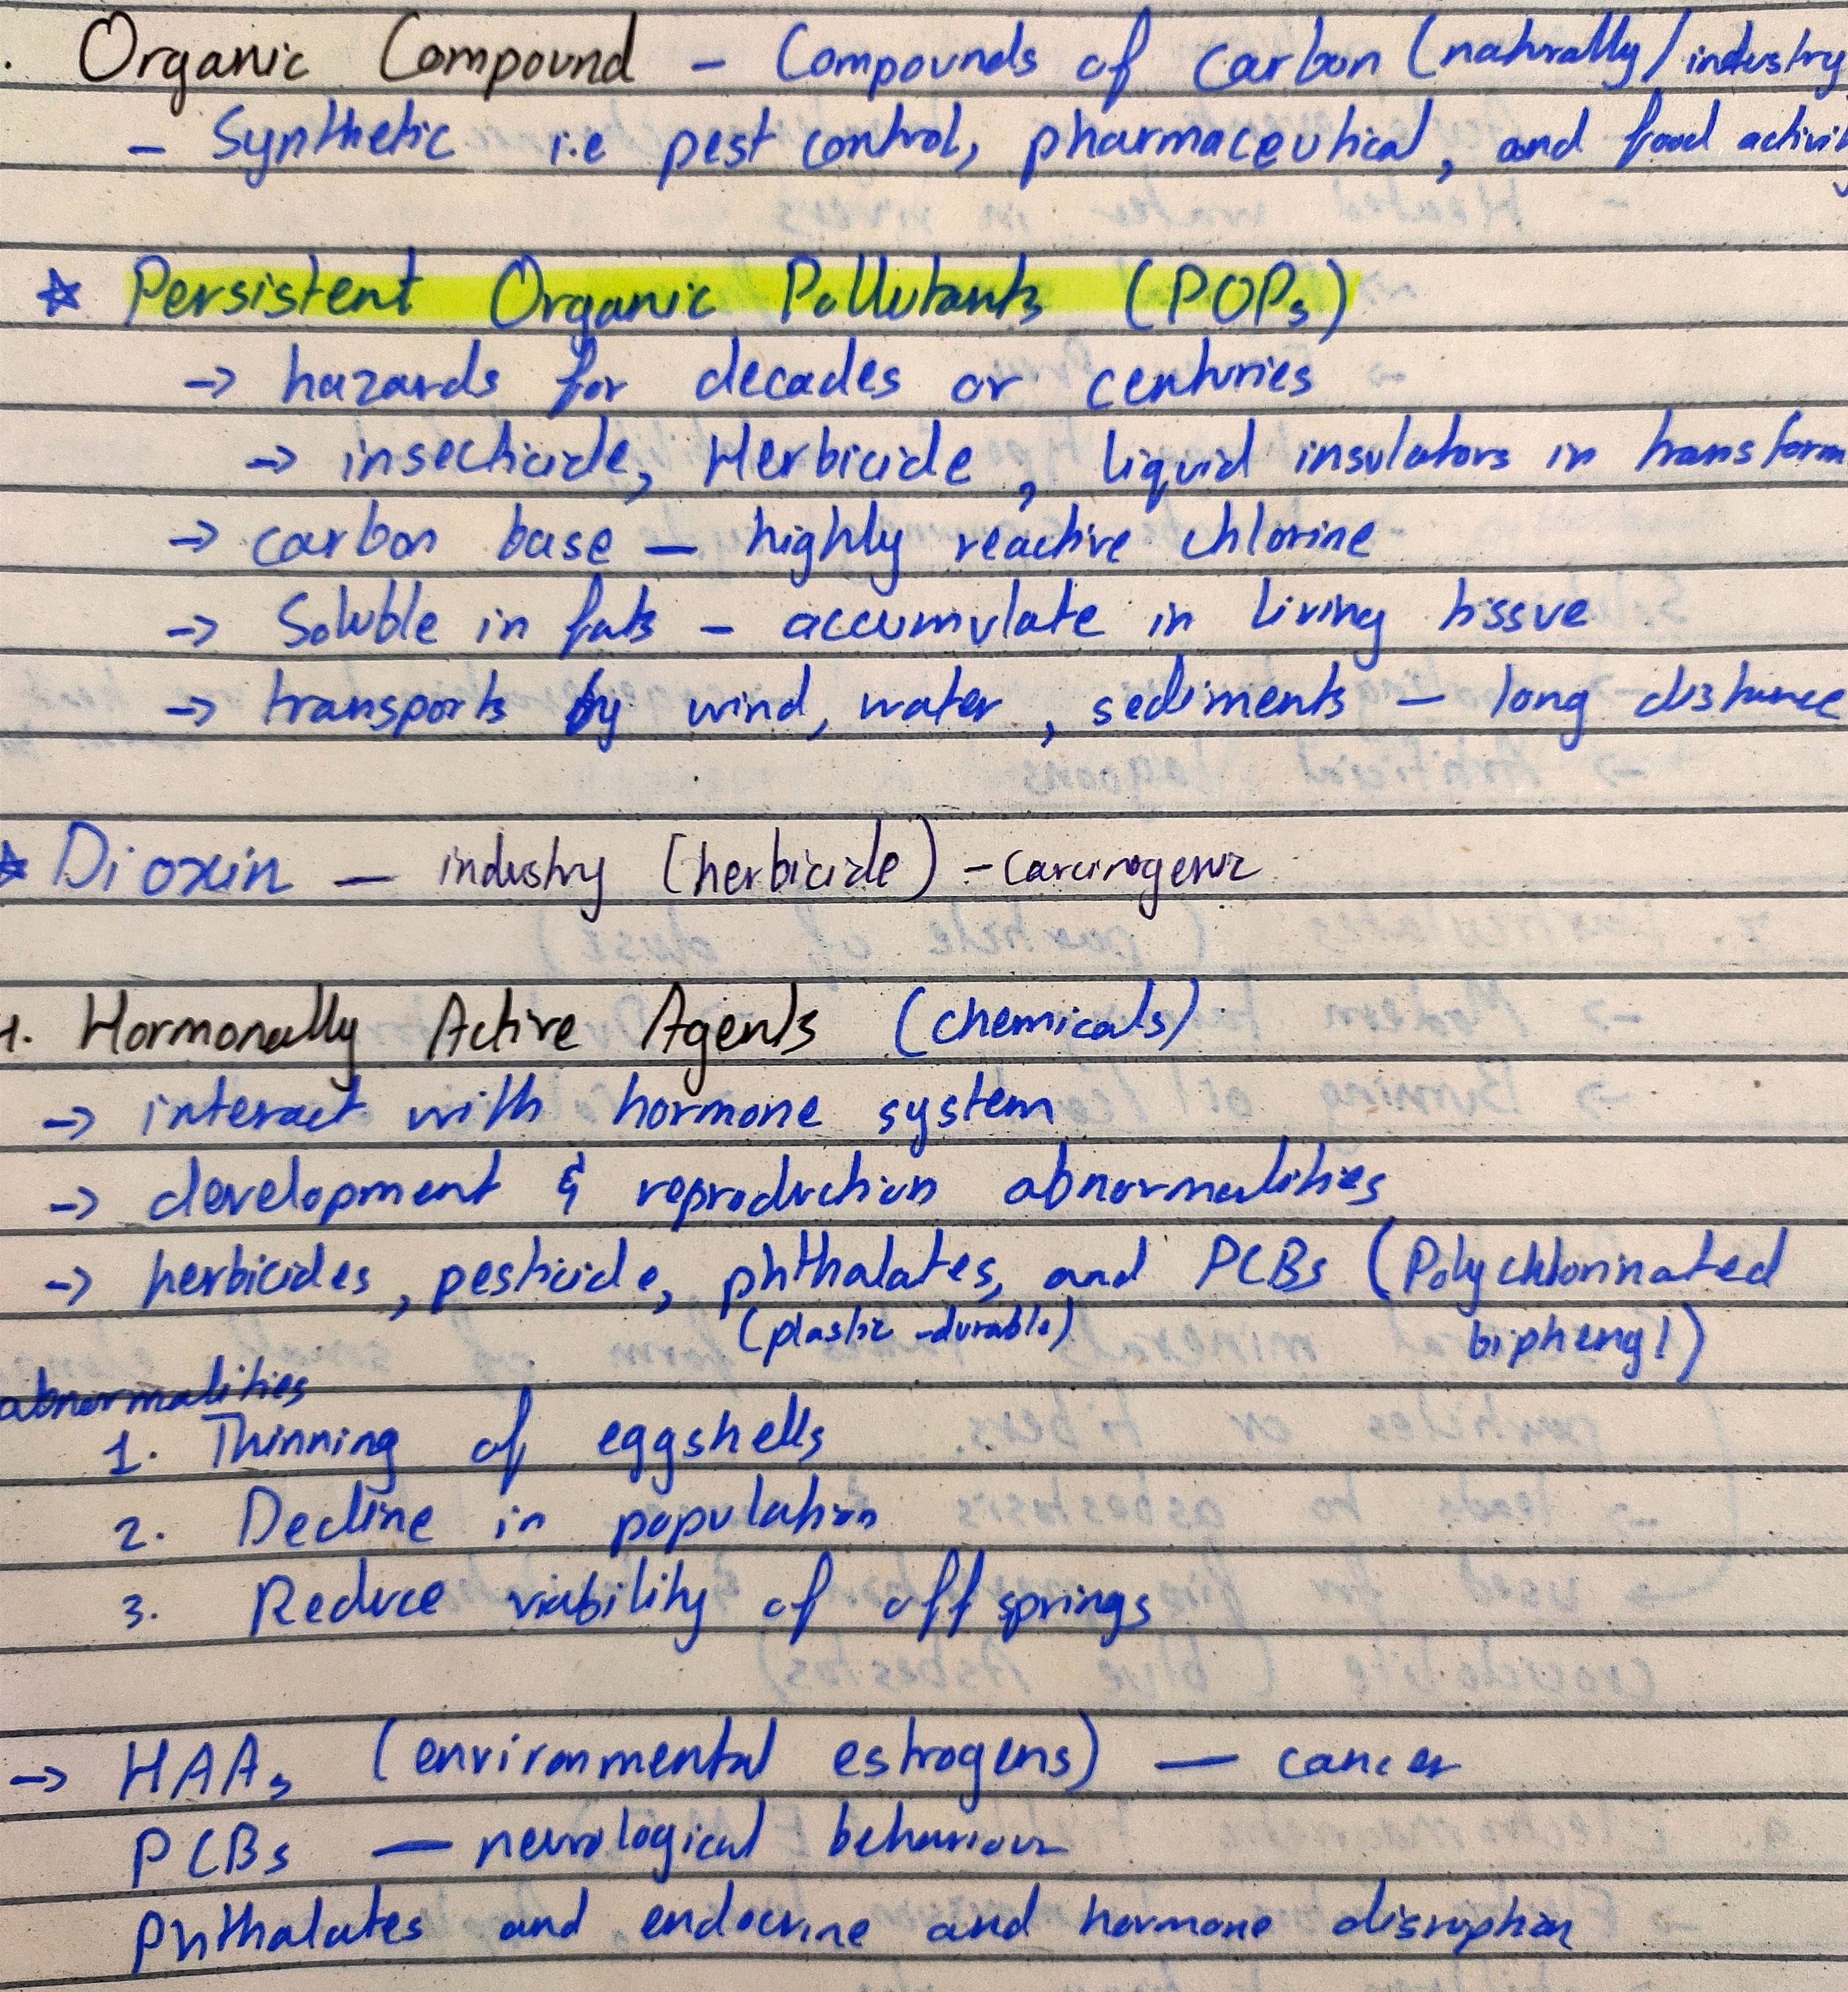 . Organic Compound – Compounds of carbon (naturally/industry
– Synthetic i.e pest control, pharmaceutical, and food activi
☆ Persistent Organic Pollutants (POPs)
→ hazards for decades or centuries
→ insecticide, Herbicide, liquid insulators in transform
→ carbon base – highly reactive chlorine
→ Soluble in fats – accumulate in living tissue
→ transports by wind, water, sediments – long distance
☆ Dioxin – industry (herbicide) – carcinogenic
4. Hormonally Active Agents (chemicals)
→ interact with hormone system
→ development & reproduction abnormalities
→ herbicides, pesticide, phthalates, and PCBs (Polychlorinated
(plastic – durable) biphenyl)
abnormalities
1. Thinning of eggshells
2. Decline in population
3. Reduce viability of offsprings
→ HAAs (environmental estrogens) – cancer
PCBs – neurological behaviour
Phthalates and endocrine and hormone disruption